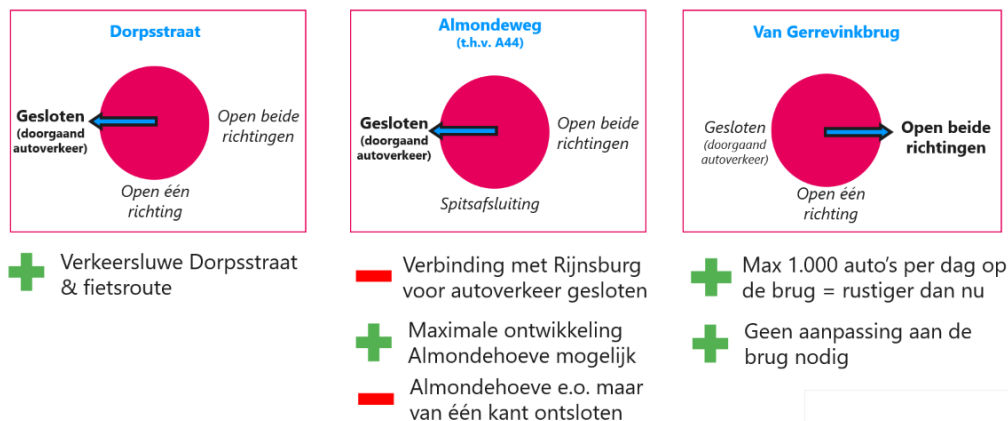 Dorpsstraat
Gesloten
(doorgaand
autoverkeer)
Open beide
richtingen
Open één
richting
Verkeersluwe Dorpsstraat
& fietsroute
Almondeweg
(t.h.v. A44)
Gesloten
(doorgaand
autoverkeer)
Open beide
richtingen
Spitsafsluiting
Verbinding met Rijnsburg
voor autoverkeer gesloten
Maximale ontwikkeling
Almondehoeve mogelijk
Almondehoeve e.o. maar
van één kant ontsloten
Van Gerrevinkbrug
Gesloten
(doorgaand
autoverkeer)
Open beide
richtingen
Open één
richting
Max 1.000 auto's per dag op
de brug = rustiger dan nu
Geen aanpassing aan de
brug nodig